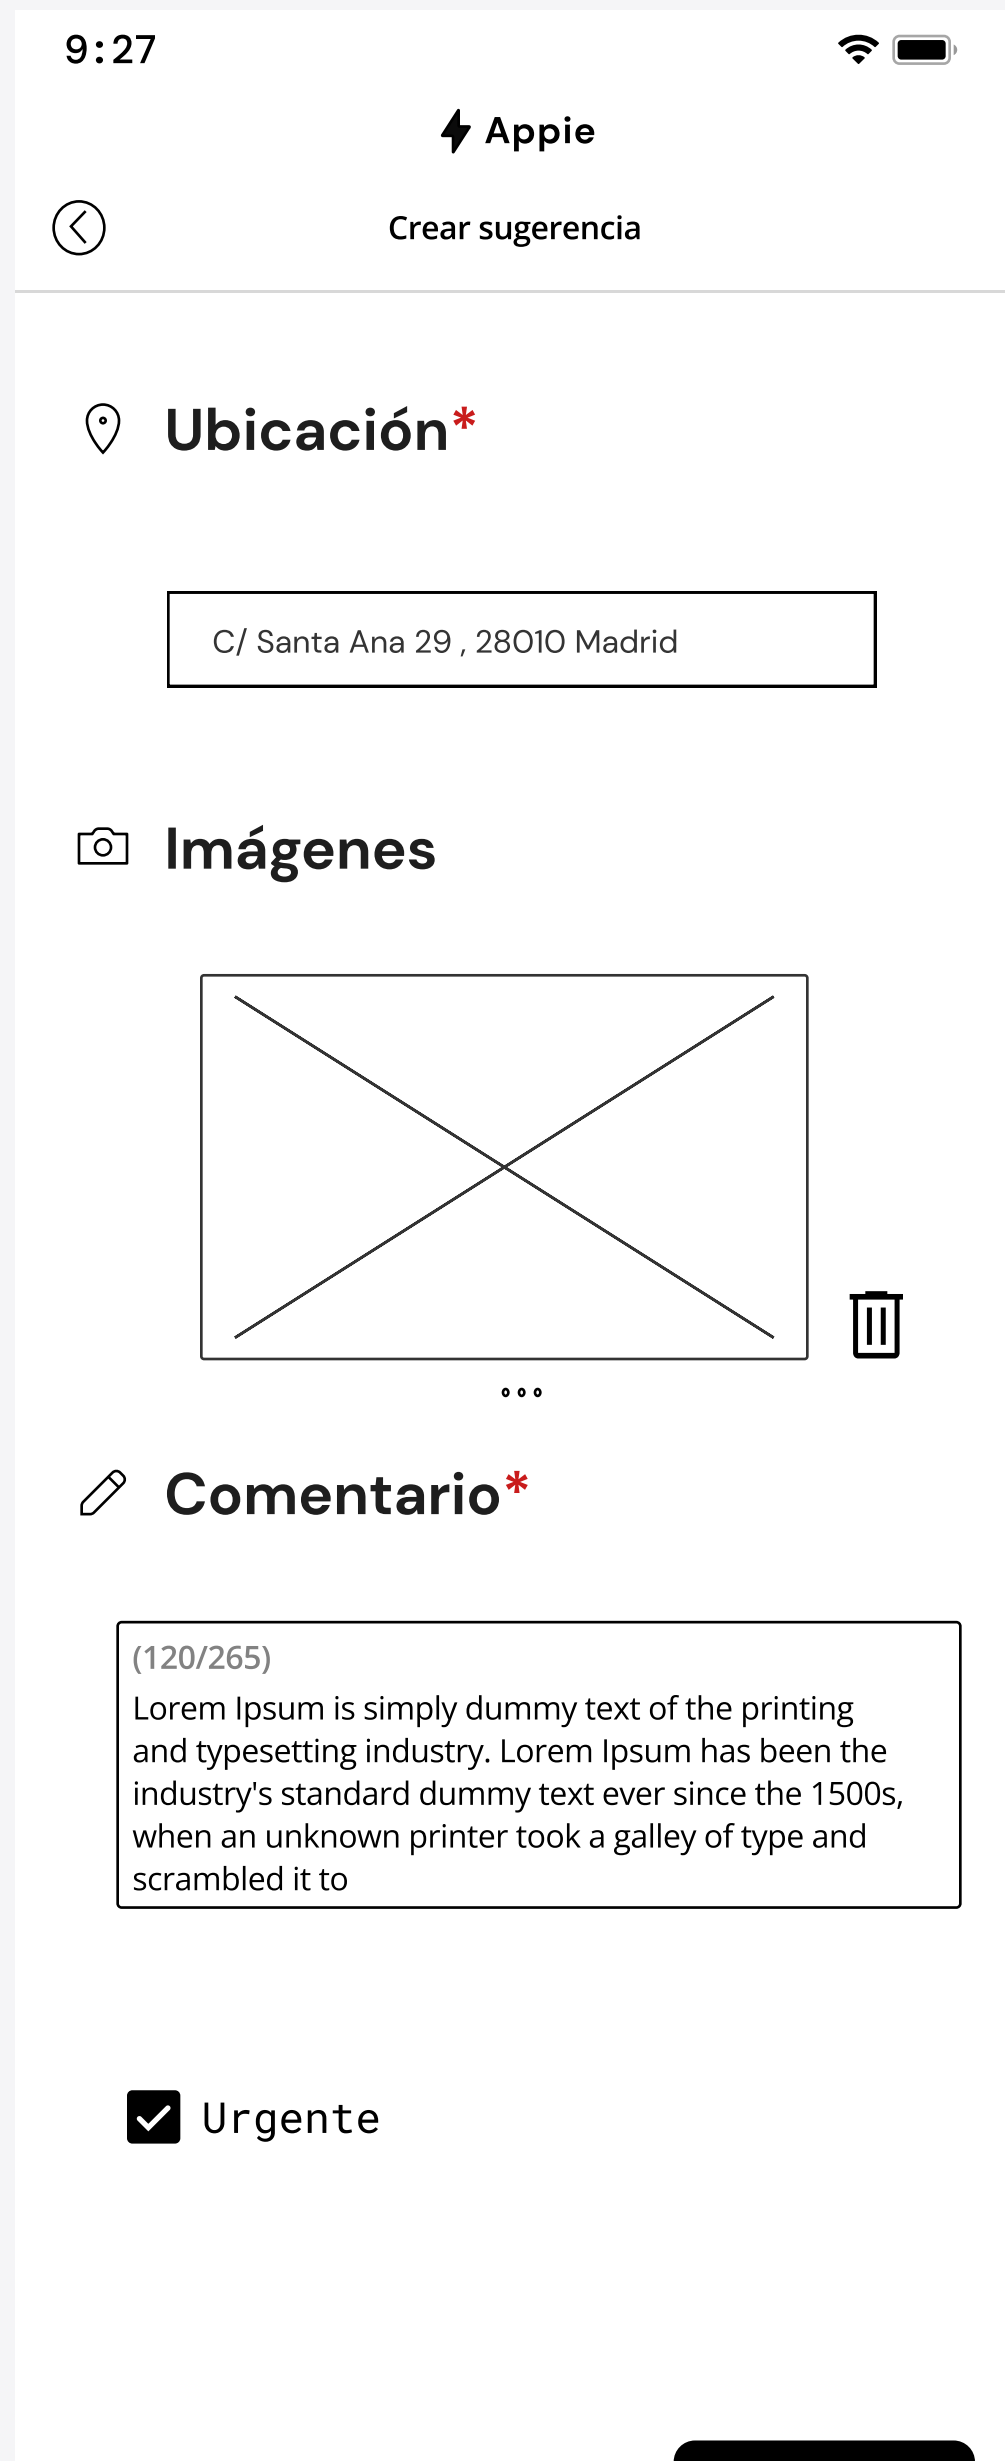 9:27
Appie
Crear sugerencia
Ubicación*
C/ Santa Ana 29 , 28010 Madrid
Imágenes
Comentario*
(120/265)
Lorem Ipsum is simply dummy text of the printing
and typesetting industry. Lorem Ipsum has been the
industry's standard dummy text ever since the 1500s,
when an unknown printer took a galley of type and
scrambled it to
Urgente